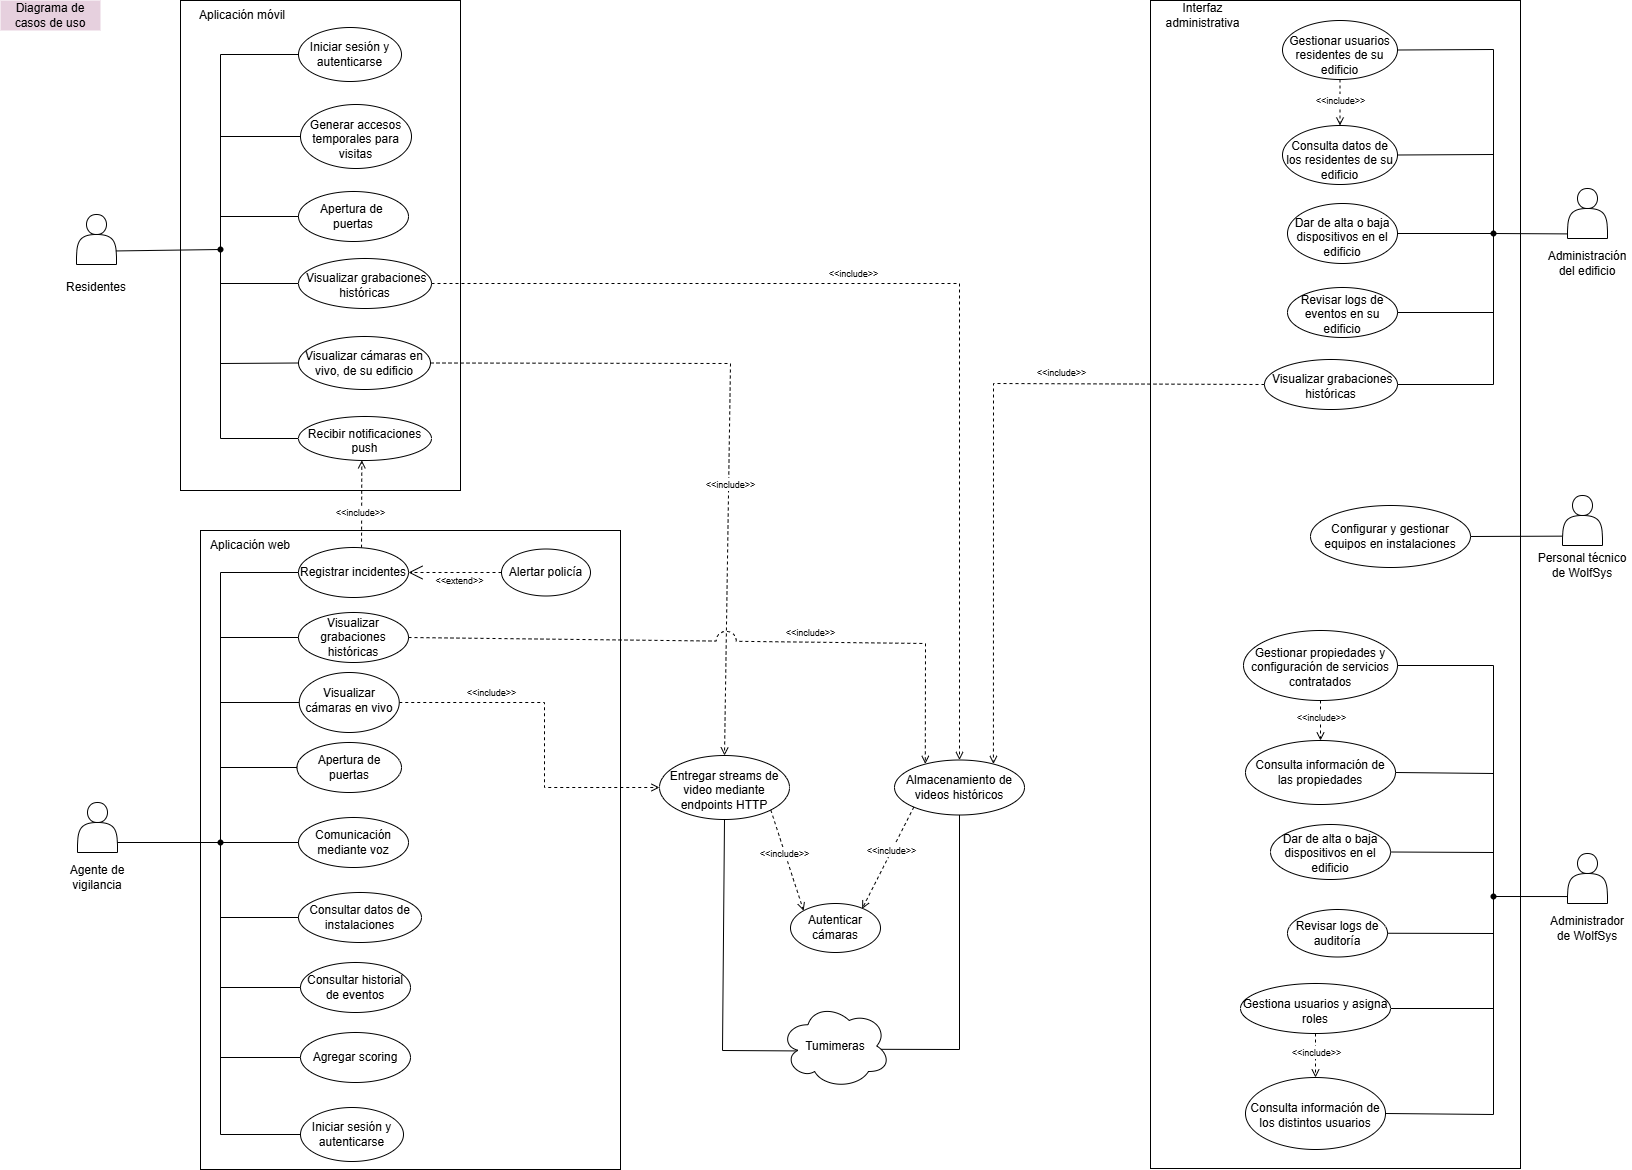 Diagrama de
casos de uso
Aplicación móvil
Iniciar sesión y
autenticarse
Generar accesos
temporales para
visitas
Apertura de
puertas
Visualizar grabaciones
históricas
Visualizar cámaras en
vivo, de su edificio
Recibir notificaciones
push
Residentes
<<include>>
<<include>>
<<include>>
Aplicación web
Registrar incidentes
<<extend>>
Alertar policía
Visualizar
grabaciones
históricas
<<include>>
Visualizar
cámaras en vivo
<<include>>
Apertura de
puertas
Comunicación
mediante voz
Consultar datos de
instalaciones
Consultar historial
de eventos
Agregar scoring
Iniciar sesión y
autenticarse
Agente de
vigilancia
Entregar streams de
video mediante
endpoints HTTP
Almacenamiento de
videos históricos
<<include>>
<<include>>
Autenticar
cámaras
Tumimeras
Interfaz
administrativa
Gestionar usuarios
residentes de su
edificio
<<include>>
Consulta datos de
los residentes de su
edificio
Dar de alta o baja
dispositivos en el
edificio
Revisar logs de
eventos en su
edificio
Visualizar grabaciones
históricas
<<include>>
Administración
del edificio
Configurar y gestionar
equipos en instalaciones
Personal técnico
de WolfSys
Gestionar propiedades y
configuración de servicios
contratados
<<include>>
Consulta información de
las propiedades
Dar de alta o baja
dispositivos en el
edificio
Revisar logs de
auditoría
Gestiona usuarios y asigna
roles
<<include>>
Consulta información de
los distintos usuarios
Administrador
de WolfSys